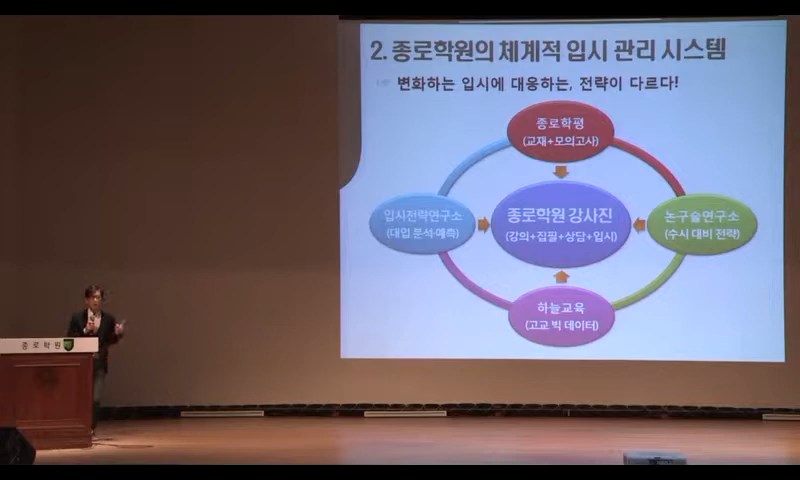 2. 종로학원의 체계적 입시 관리 시스템
변화하는 입시에 대응하는, 전략이 다르다!
종로학평
(교재+모의고사)
입시전략연구소
(대입 분석·예측)
종로학원 강사진
(강의+집필+상담+입시)
논구술연구소
(수시 대비 전략)
하늘교육
(고교 빅 데이터)
종로학원